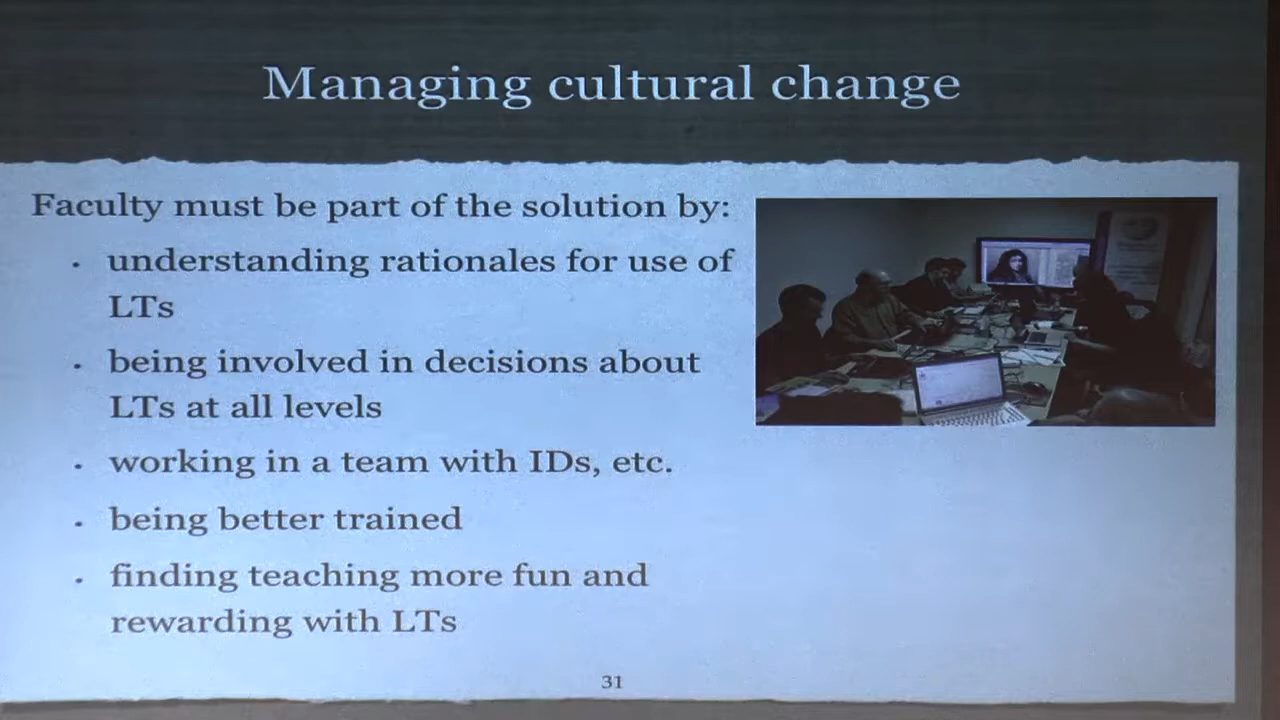 Managing cultural change
Faculty must be part of the solution by:
· understanding rationales for use of
LTs
· being involved in decisions about
LTs at all levels
· working in a team with IDs, etc.
· being better trained
· finding teaching more fun and
rewarding with LTs
31